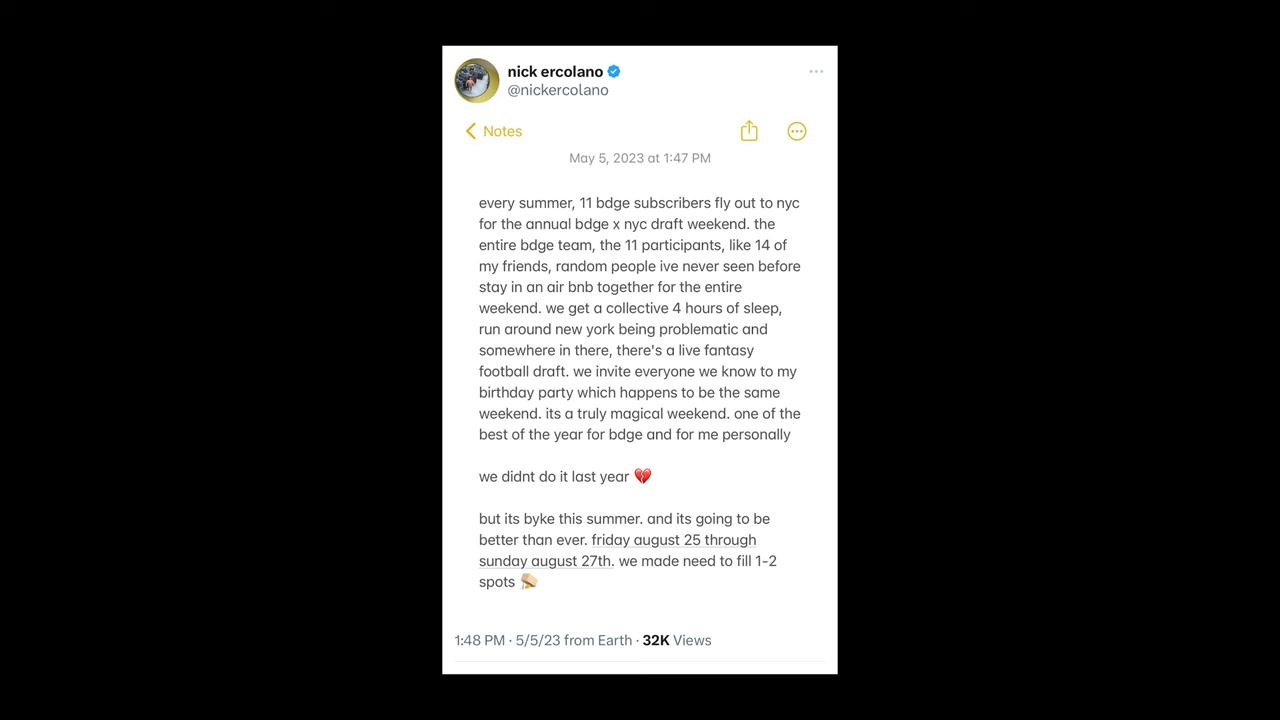 nick ercolano
@nickercolano
Notes
May 5, 2023 at 1:47 PM
every summer, 11 bdge subscribers fly out to nyc
for the annual bdge x nyc draft weekend. the
entire bdge team, the 11 participants, like 14 of
my friends, random people ive never seen before
stay in an air bnb together for the entire
weekend. we get a collective 4 hours of sleep,
run around new york being problematic and
somewhere in there, there's a live fantasy
football draft. we invite everyone we know to my
birthday party which happens to be the same
weekend. its a truly magical weekend. one of the
best of the year for bdge and for me personally
we didnt do it last year 💔
but its byke this summer. and its going to be
better than ever. friday august 25 through
sunday august 27th. we made need to fill 1-2
spots
1:48 PM · 5/5/23 from Earth · 32K Views